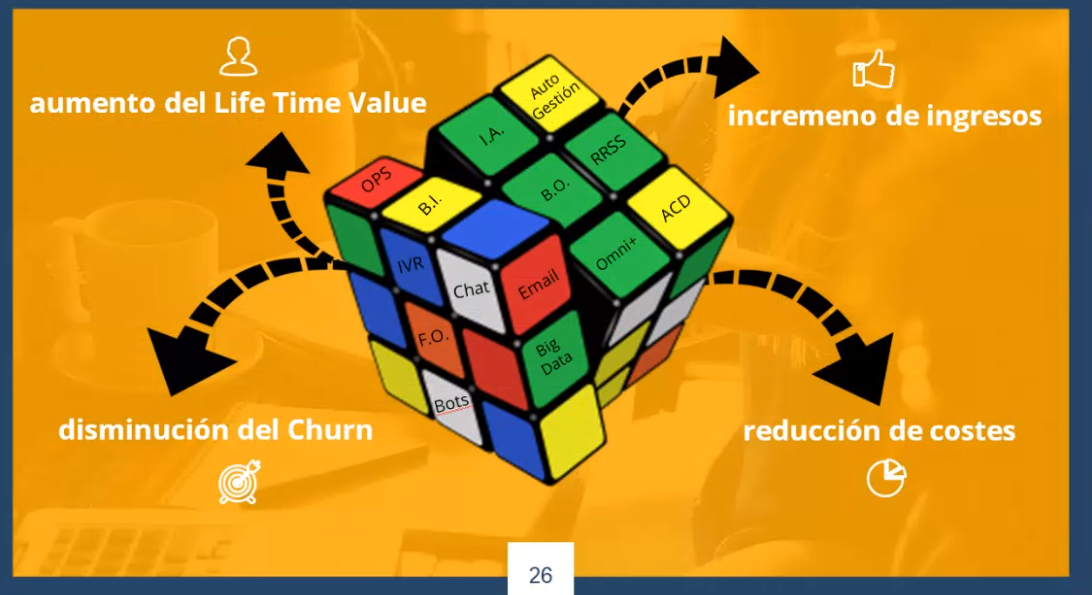 aumento del Life Time Value
incremeno de ingresos
Auto
Gestión
I.A.
RRSS
OPS
B.I.
B.O.
ACD
IVR
Chat
Email
Omni+
F.O.
Big
Data
Bots
disminución del Churn
reducción de costes
26